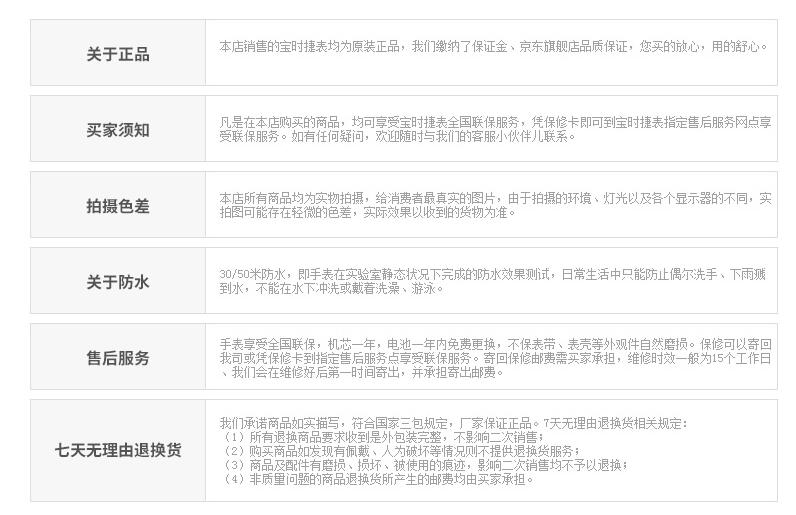 关于正品
本店销售的宝时捷表均为原装正品，我们缴纳了保证金、京东旗舰店品质保证，您买的放心，用的舒心。
买家须知
凡是在本店购买的商品，均可享受宝时捷表全国联保服务，凭保修卡即可到宝时捷表指定售后服务网点享
受联保服务。如有任何疑问，欢迎随时与我们的客服小伙伴儿联系。
拍摄色差
本店所有商品均为实物拍摄，给消费者最真实的图片，由于拍摄的环境、灯光以及各个显示器的不同，实
拍图可能存在轻微的色差，实际效果以收到的货物为准。
关于防水
30/50米防水，即手表在实验室静态状况下完成的防水效果测试，日常生活中只能防止偶尔洗手、下雨溅
到水，不能在水下冲洗或戴着洗澡、游泳。
售后服务
手表享受全国联保，机芯一年，电池一年内免费更换，不保表带、表壳等外观件自然磨损。保修可以寄回
我司或凭保修卡到指定售后服务点享受联保服务。寄回保修邮费需买家承担，维修时效一般为15个工作日
、我们会在维修好后第一时间寄出，并承担寄出邮费。
七天无理由退换货
我们承诺商品如实描写，符合国家三包规定，厂家保证正品。7天无理由退换货相关规定：
（1）所有退换商品要求收到是外包装完整，不影响二次销售；
（2）购买商品如发现有佩戴、人为破坏等情况则不提供退换货服务；
（3）商品及配件有磨损、损坏、被使用的痕迹，影响二次销售均不予以退换；
（4）非质量问题的商品退换货所产生的邮费均由买家承担。